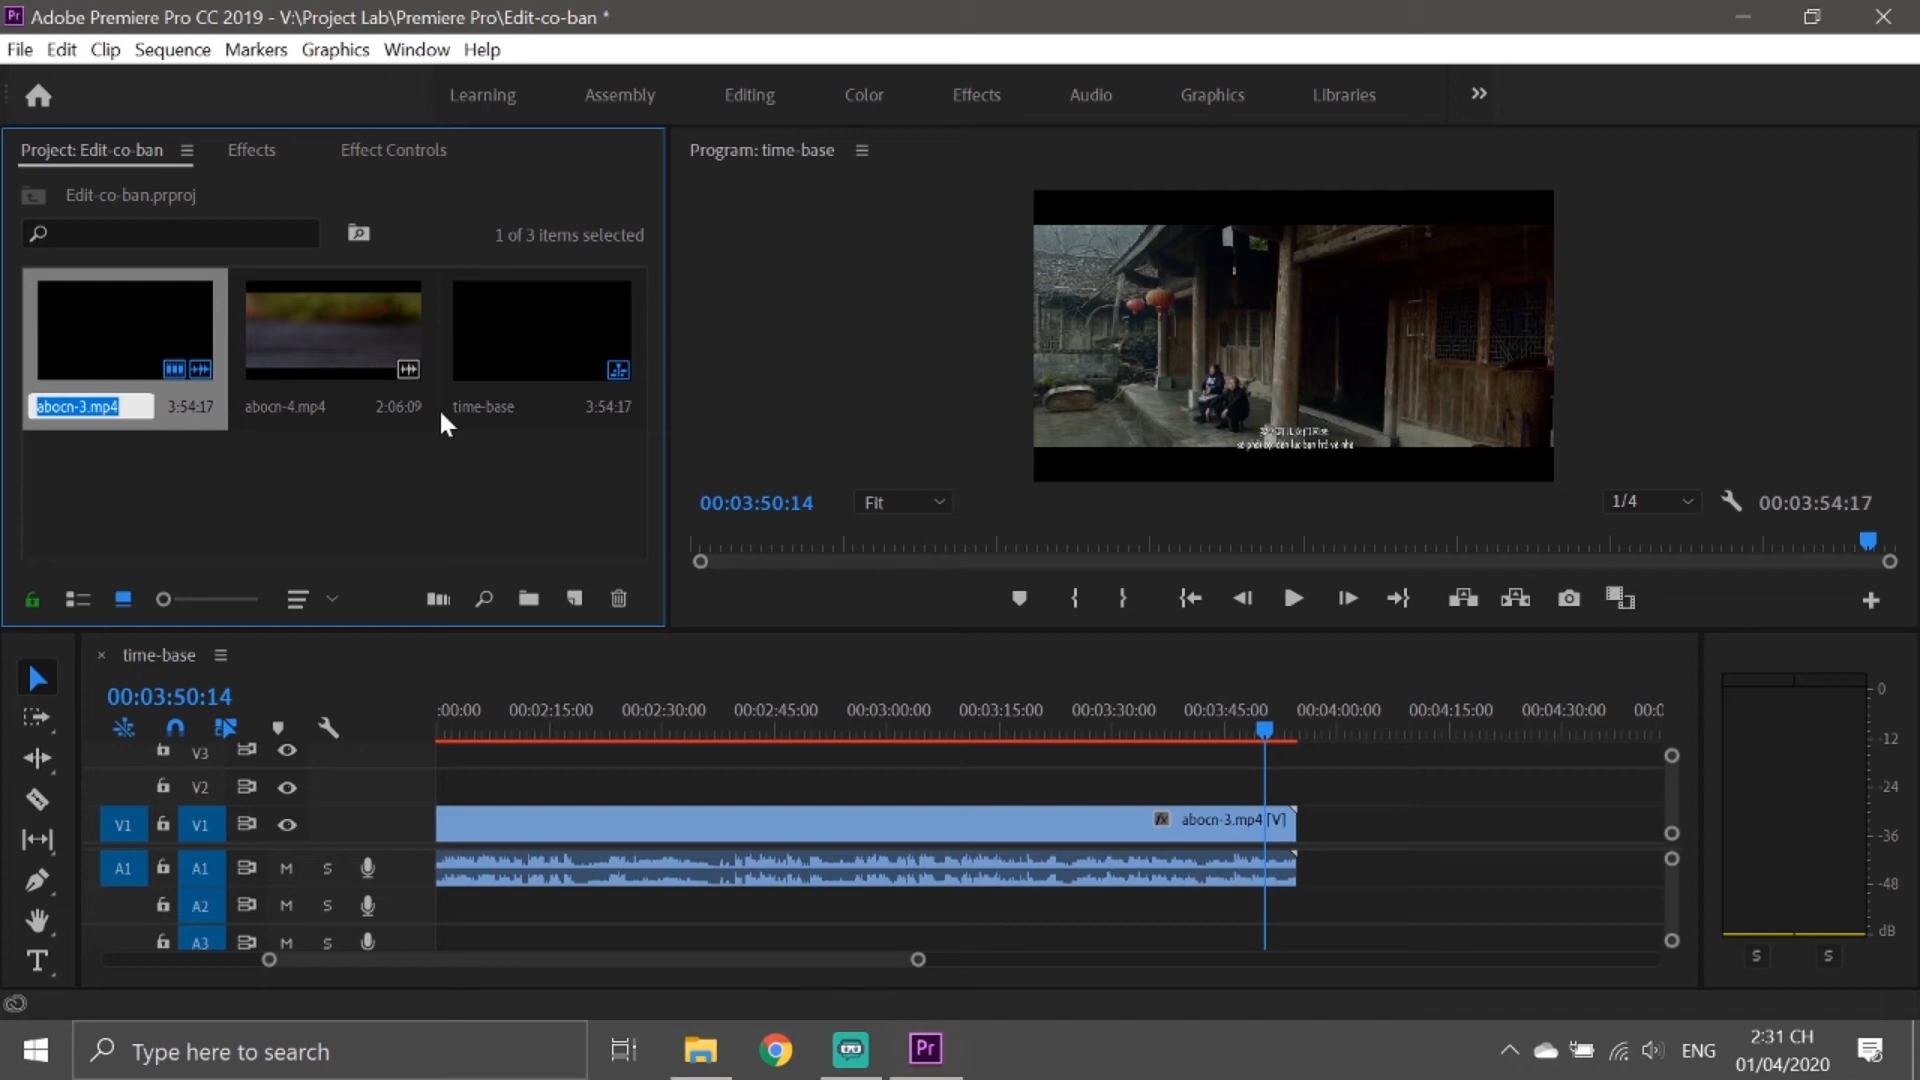 Adobe Premiere Pro CC 2019 - V:\Project Lab\Premiere Pro\Edit-co-ban *
File Edit Clip Sequence Markers Graphics Window Help
Learning Assembly Editing Color Effects Audio Graphics Libraries
Project: Edit-co-ban Effects Effect Controls
Program: time-base
Edit-co-ban.prproj
1 of 3 items selected
abocn-3.mp4 3:54:17
abocn-4.mp4 2:06:09
time-base 3:54:17
00:03:50:14 Fit 1/4 00:03:54:17
time-base
00:03:50:14
:00:00 00:02:15:00 00:02:30:00 00:02:45:00 00:03:00:00 00:03:15:00 00:03:30:00 00:03:45:00 00:04:00:00 00:04:15:00 00:04:30:00 00:0
V3
V2
V1 V1
abocn-3.mp4 [V]
A1 A1 M S
A2 M S
A3 M S
0
-12
-24
-36
-48
dB
S S
T
Type here to search
Pr
ENG
2:31 CH
01/04/2020